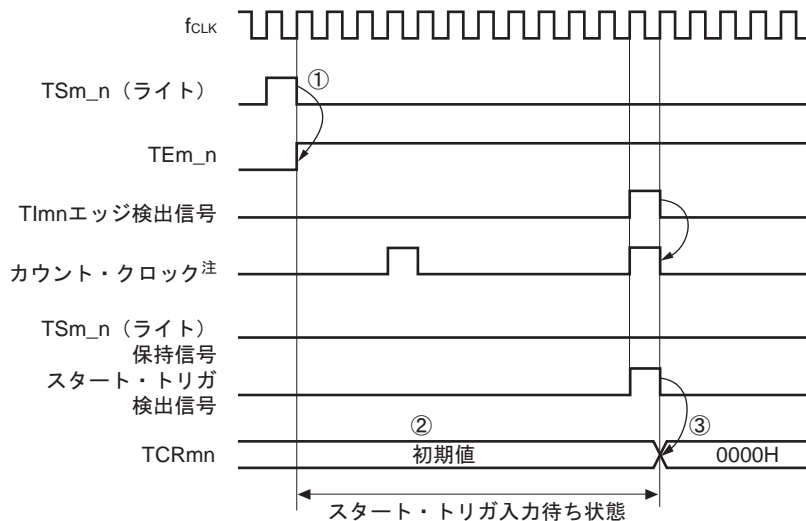 fCLK
TSm_n（ライト）
①
TEm_n
TImnエッジ検出信号
カウント・クロック注
TSm_n（ライト）
保持信号
スタート・トリガ
検出信号
②
③
TCRmn
初期値
0000H
スタート・トリガ入力待ち状態